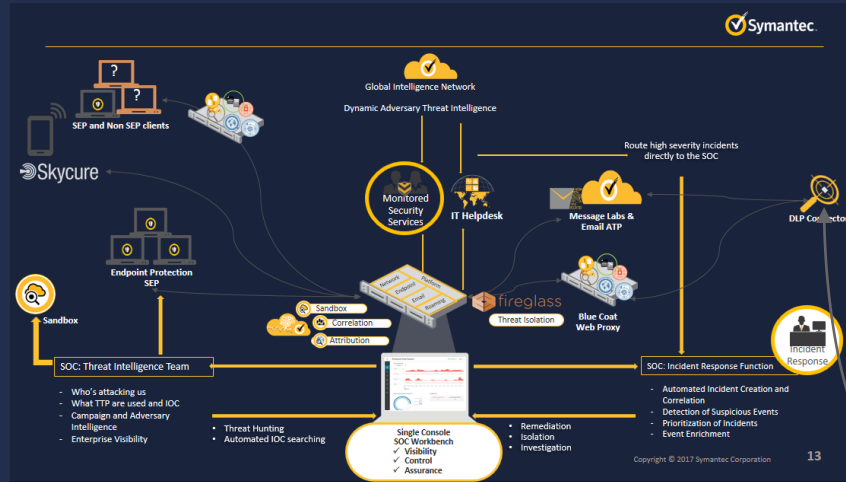 Symantec.
Global Intelligence Network
Dynamic Adversary Threat Intelligence
?
?
SEP and Non SEP clients
Skycure
Route high severity incidents
directly to the SOC
Monitored
Security
Services
IT Helpdesk
Message Labs &
Email ATP
DLP Connector
Endpoint Protection
SEP
Network
Platform
Endpoint
Email
Roaming
fireglass
Threat Isolation
Blue Coat
Web Proxy
Sandbox
Sandbox
Correlation
Attribution
Incident
Response
SOC: Threat Intelligence Team
SOC: Incident Response Function
- Who's attacking us
- What TTP are used and IOC
- Campaign and Adversary
Intelligence
- Enterprise Visibility
• Threat Hunting
• Automated IOC searching
Single Console
SOC Workbench
✓ Visibility
✓ Control
✓ Assurance
• Remediation
• Isolation
• Investigation
- Automated Incident Creation and
Correlation
- Detection of Suspicious Events
- Prioritization of Incidents
- Event Enrichment
Copyright © 2017 Symantec Corporation
13